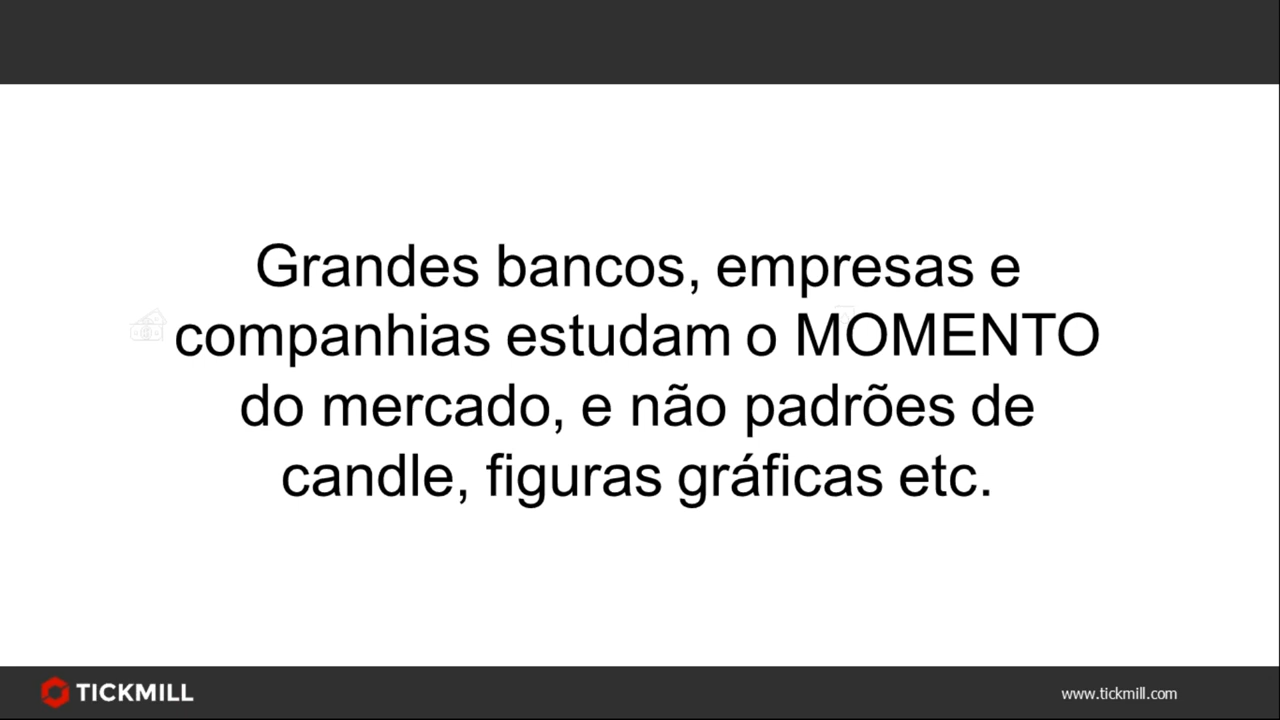 Grandes bancos, empresas e
companhias estudam o MOMENTO
do mercado, e não padrões de
candle, figuras gráficas etc.
TICKMILL
www.tickmill.com